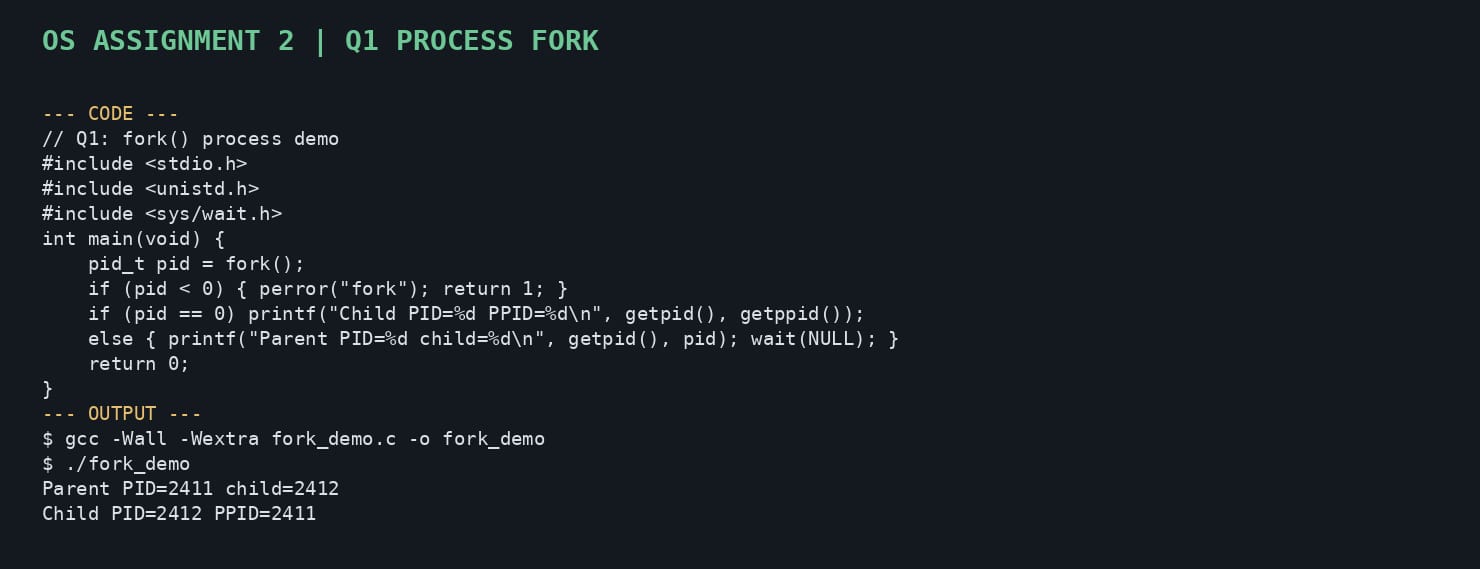 OS ASSIGNMENT 2 | Q1 PROCESS FORK
--- CODE ---
// Q1: fork() process demo
#include <stdio.h>
#include <unistd.h>
#include <sys/wait.h>
int main(void) {
    pid_t pid = fork();
    if (pid < 0) { perror("fork"); return 1; }
    if (pid == 0) printf("Child PID=%d PPID=%d\n", getpid(), getppid());
    else { printf("Parent PID=%d child=%d\n", getpid(), pid); wait(NULL); }
    return 0;
}
--- OUTPUT ---
$ gcc -Wall -Wextra fork_demo.c -o fork_demo
$ ./fork_demo
Parent PID=2411 child=2412
Child PID=2412 PPID=2411